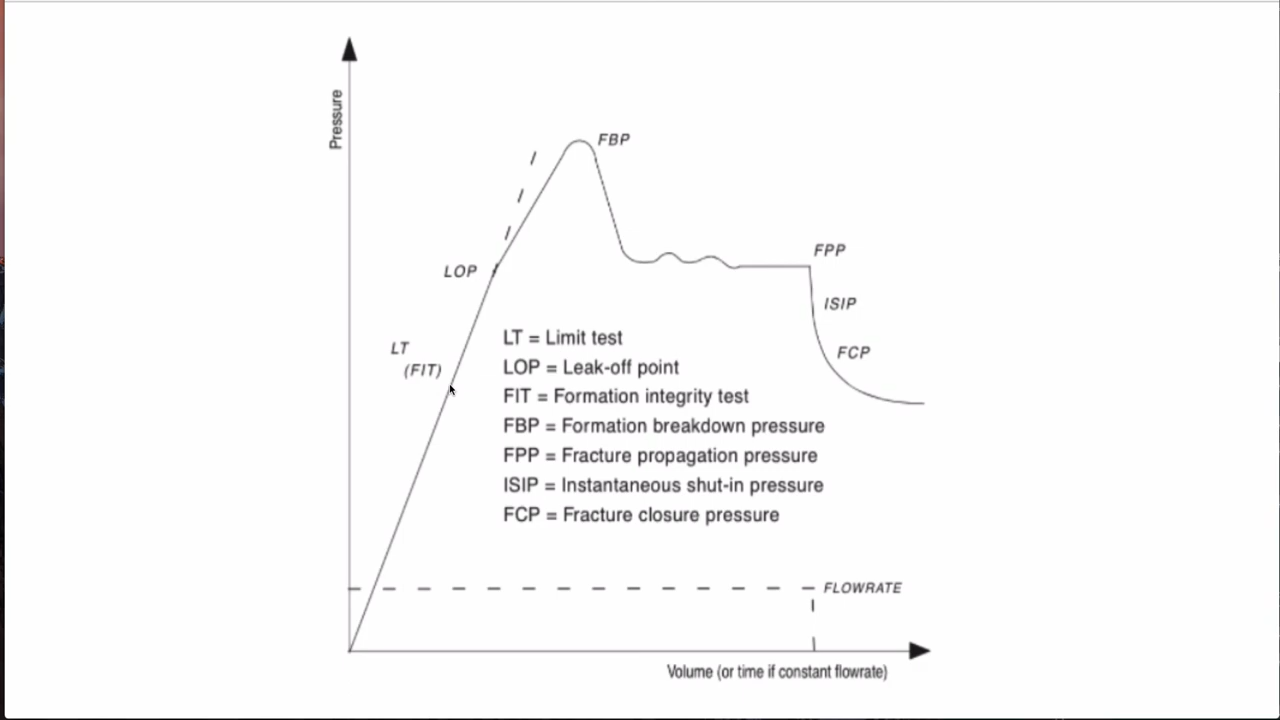 Pressure
FBP
FPP
LOP
ISIP
LT
(FIT)
FCP
LT = Limit test
LOP = Leak-off point
FIT = Formation integrity test
FBP = Formation breakdown pressure
FPP = Fracture propagation pressure
ISIP = Instantaneous shut-in pressure
FCP = Fracture closure pressure
FLOWRATE
Volume (or time if constant flowrate)